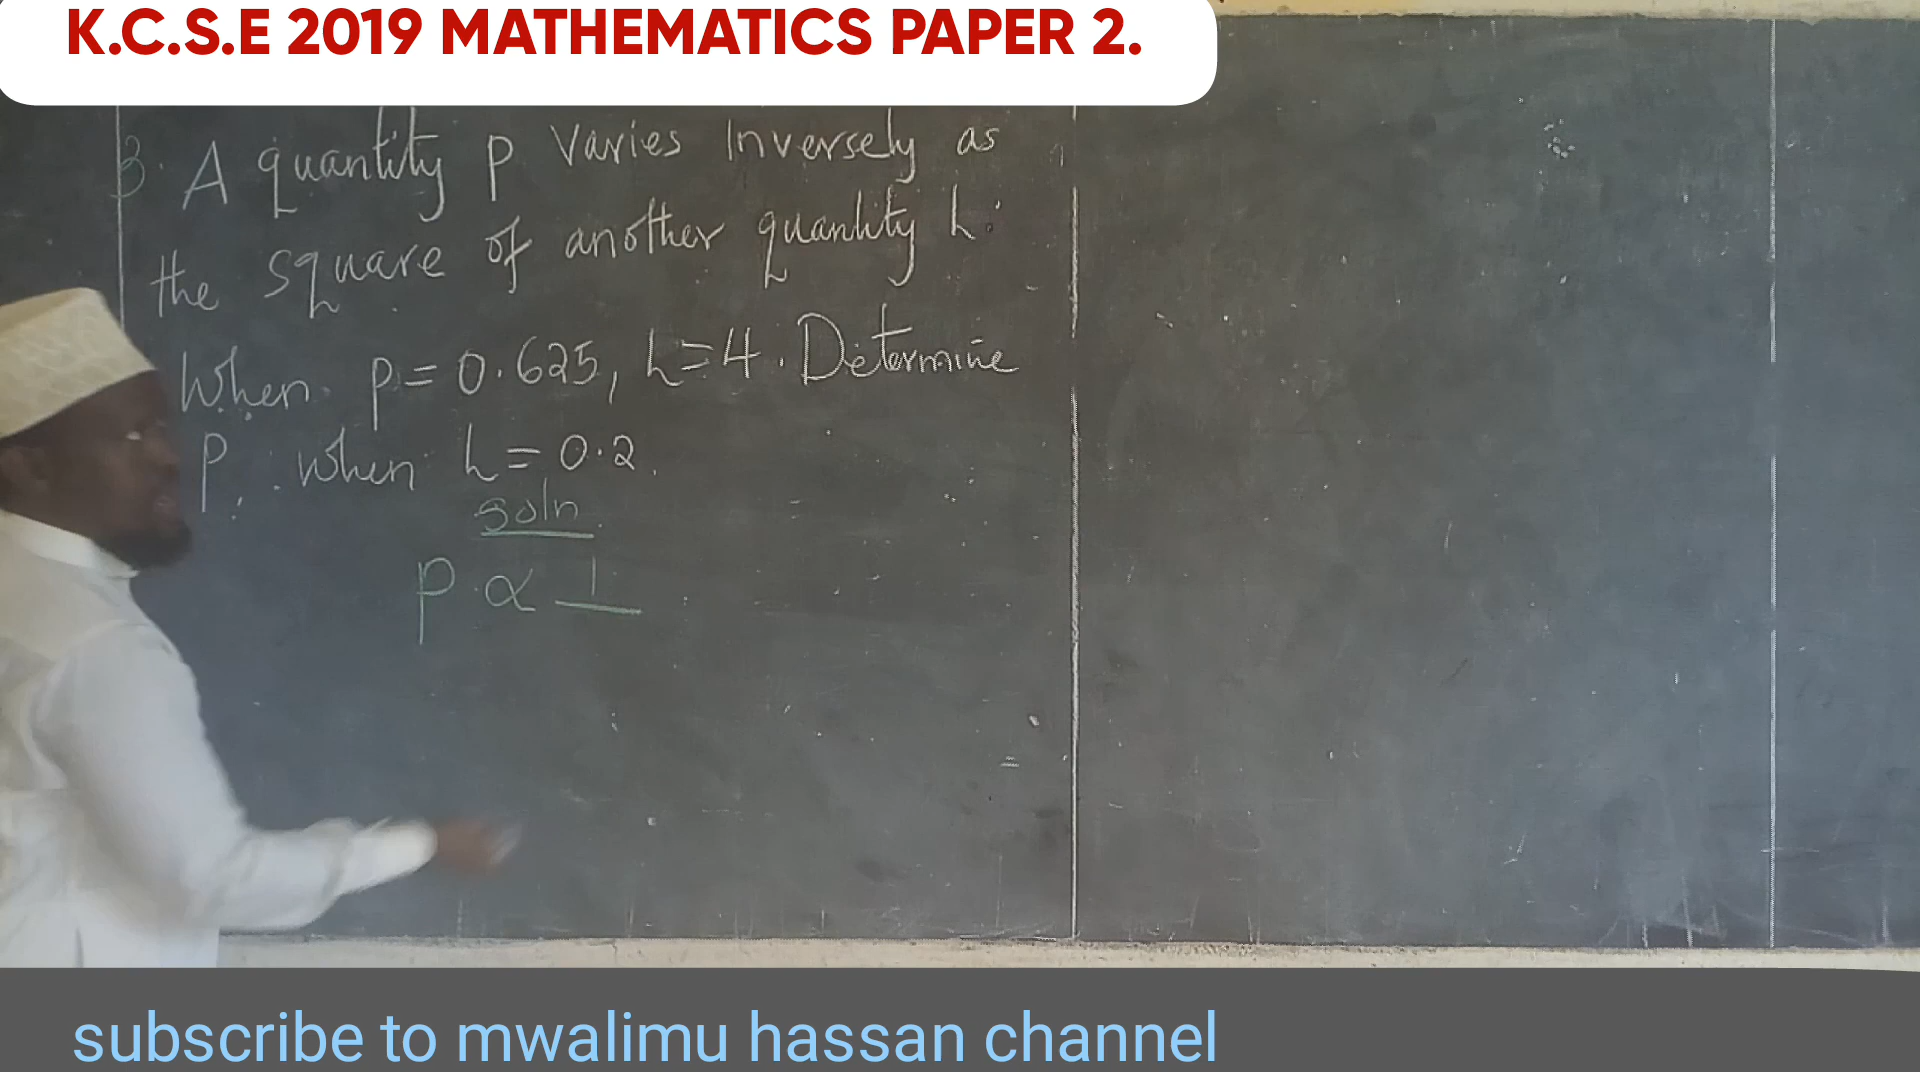 K.C.S.E 2019 MATHEMATICS PAPER 2.
3. A quantity P varies Inversely as
the square of another quantity L.
When P = 0.625, L = 4. Determine
P when L = 0.2.
soln
P ∝ 1
subscribe to mwalimu hassan channel